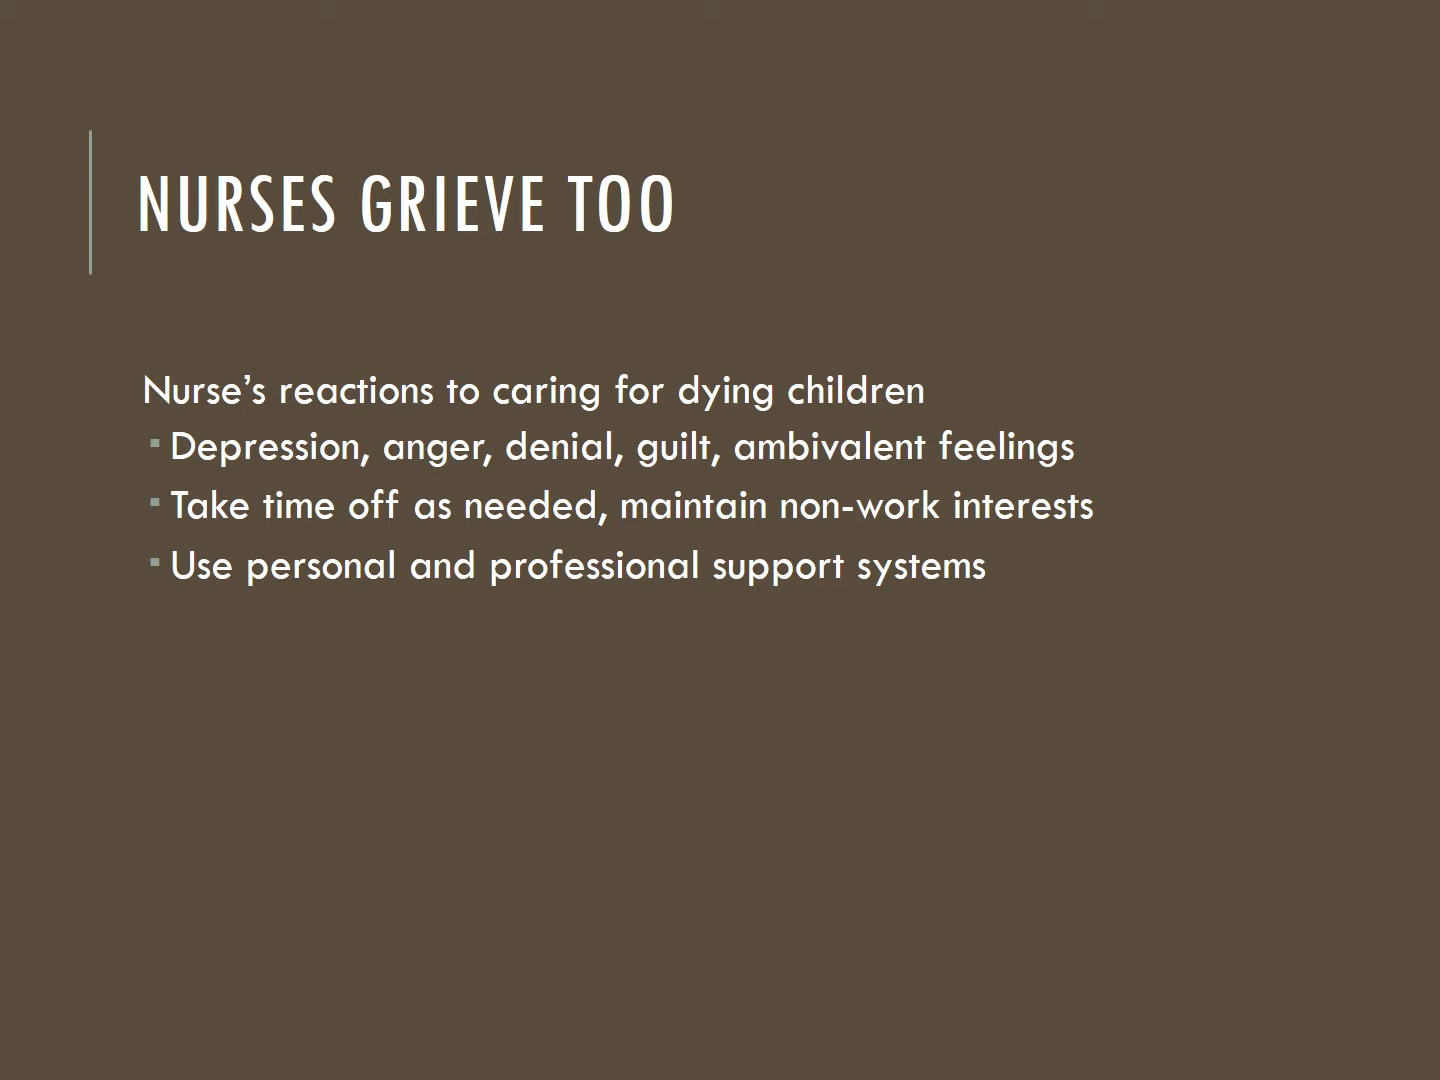 NURSES GRIEVE TOO
Nurse’s reactions to caring for dying children
▪ Depression, anger, denial, guilt, ambivalent feelings
▪ Take time off as needed, maintain non-work interests
▪ Use personal and professional support systems